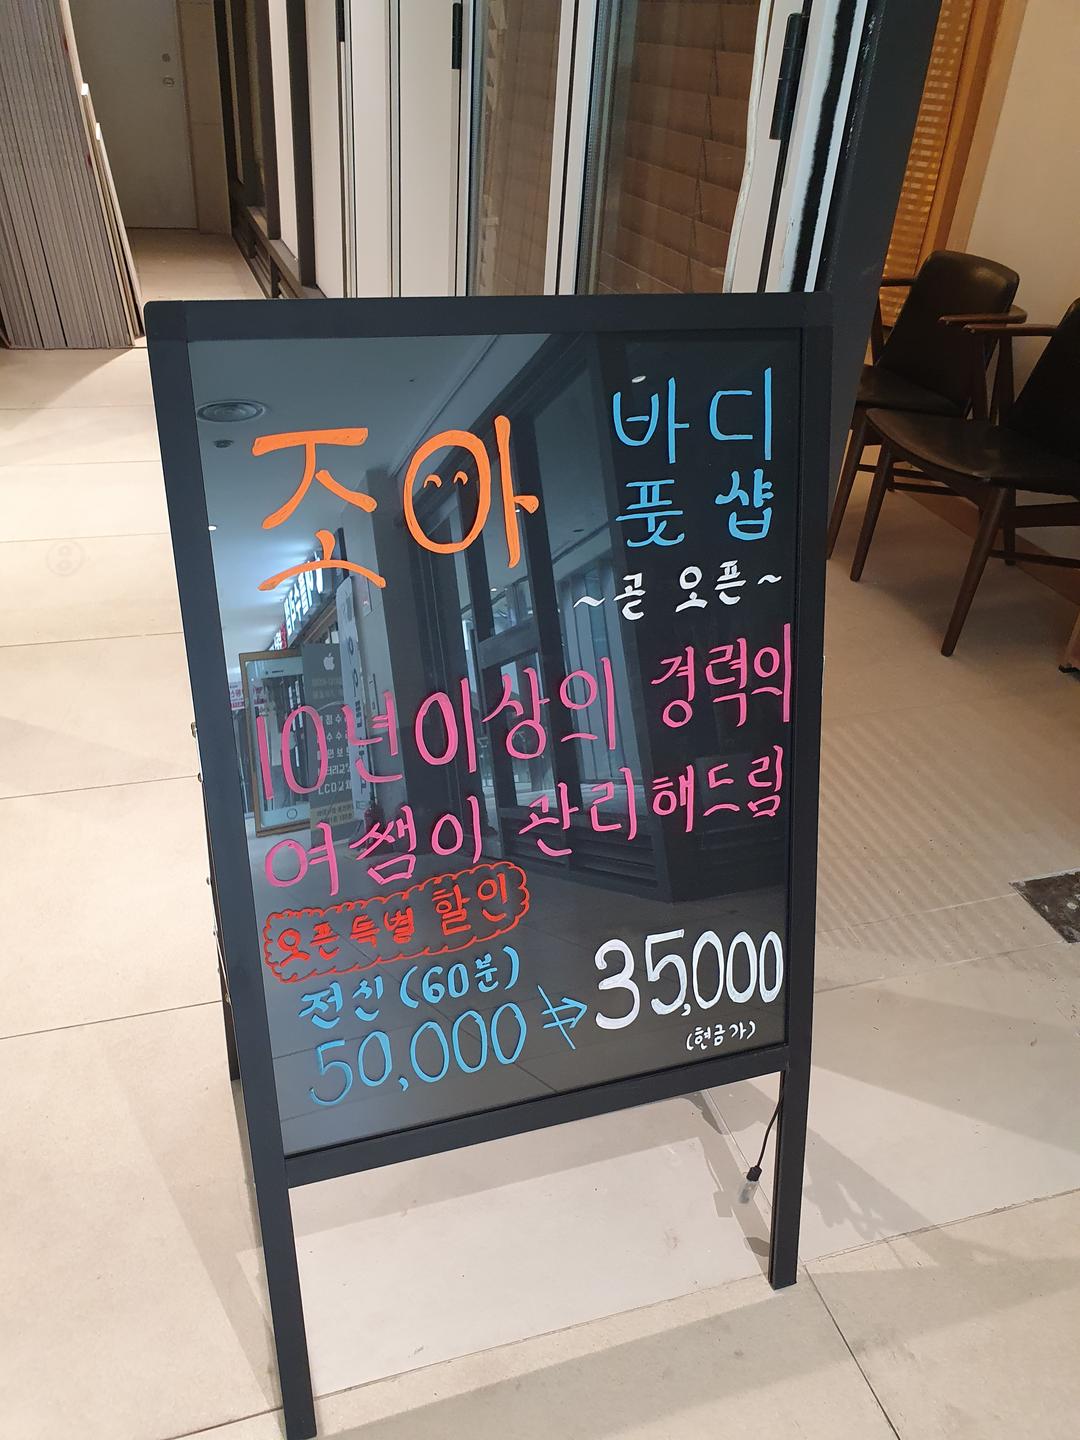 조아
바디
풋샵
~곧 오픈~
10년이상의 경력의
여쌤이 관리해드림
오픈특별 할인
전신 (60분)
50,000 → 35,000
(현금가)